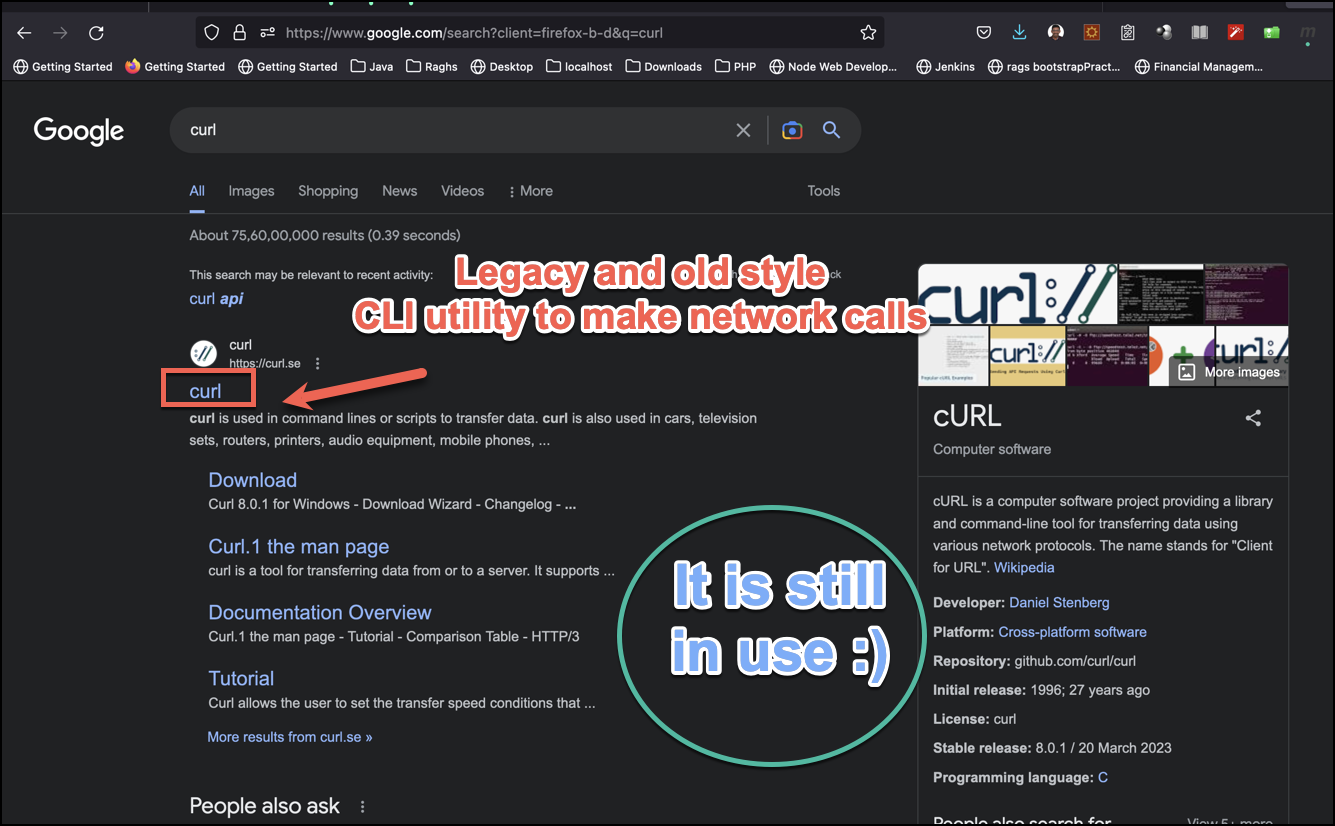 https://www.google.com/search?client=firefox-b-d&q=curl
Getting Started Getting Started Getting Started Java Raghs Desktop localhost Downloads PHP Node Web Develop... Jenkins rags bootstrapPract... Financial Managem...
Google
curl
All Images Shopping News Videos More Tools
About 75,60,00,000 results (0.39 seconds)
This search may be relevant to recent activity:
curl api
Legacy and old style
CLI utility to make network calls
curl
https://curl.se
curl
curl is used in command lines or scripts to transfer data. curl is also used in cars, television
sets, routers, printers, audio equipment, mobile phones, ...
Download
Curl 8.0.1 for Windows - Download Wizard - Changelog - ...
Curl.1 the man page
curl is a tool for transferring data from or to a server. It supports ...
Documentation Overview
Curl.1 the man page - Tutorial - Comparison Table - HTTP/3
Tutorial
Curl allows the user to set the transfer speed conditions that ...
More results from curl.se »
People also ask
It is still
in use :)
curl://
curl://
Popular cURL Examples
More images
cURL
Computer software
cURL is a computer software project providing a library
and command-line tool for transferring data using
various network protocols. The name stands for "Client
for URL". Wikipedia
Developer: Daniel Stenberg
Platform: Cross-platform software
Repository: github.com/curl/curl
Initial release: 1996; 27 years ago
License: curl
Stable release: 8.0.1 / 20 March 2023
Programming language: C
People also search for View 5+ more